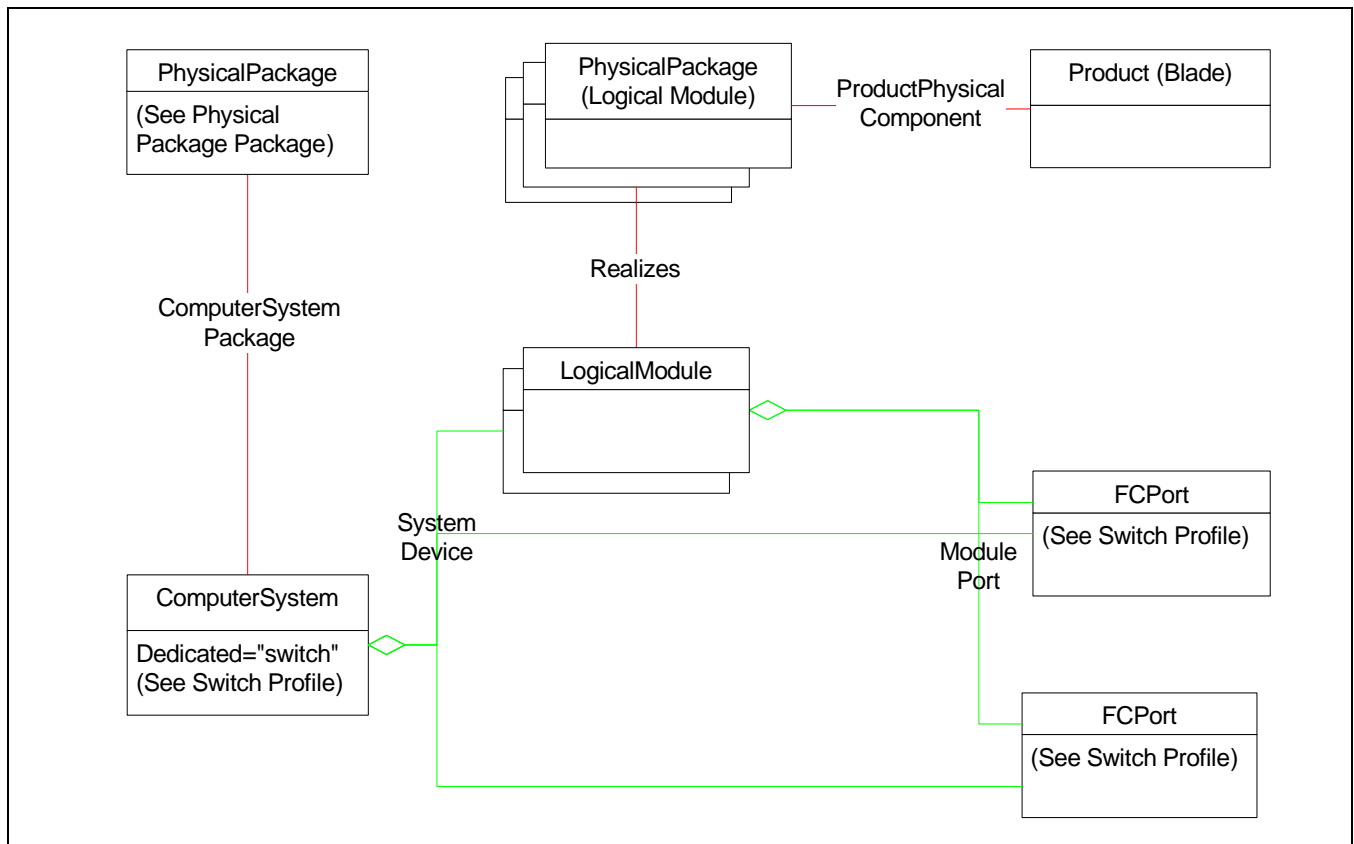 PhysicalPackage
(See Physical
Package Package)
PhysicalPackage
(Logical Module)
ProductPhysical
Component
Product (Blade)
ComputerSystem
Package
Realizes
LogicalModule
System
Device
Module
Port
FCPort
(See Switch Profile)
ComputerSystem
Dedicated="switch"
(See Switch Profile)
FCPort
(See Switch Profile)